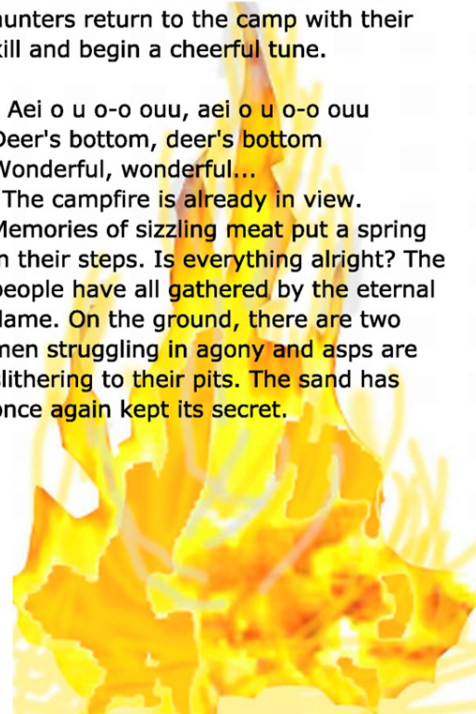 hunters return to the camp with their
kill and begin a cheerful tune.
Aei o u o-o ouu, aei o u o-o ouu
Deer's bottom, deer's bottom
Wonderful, wonderful...
The campfire is already in view.
Memories of sizzling meat put a spring
in their steps. Is everything alright? The
people have all gathered by the eternal
flame. On the ground, there are two
men struggling in agony and asps are
slithering to their pits. The sand has
once again kept its secret.